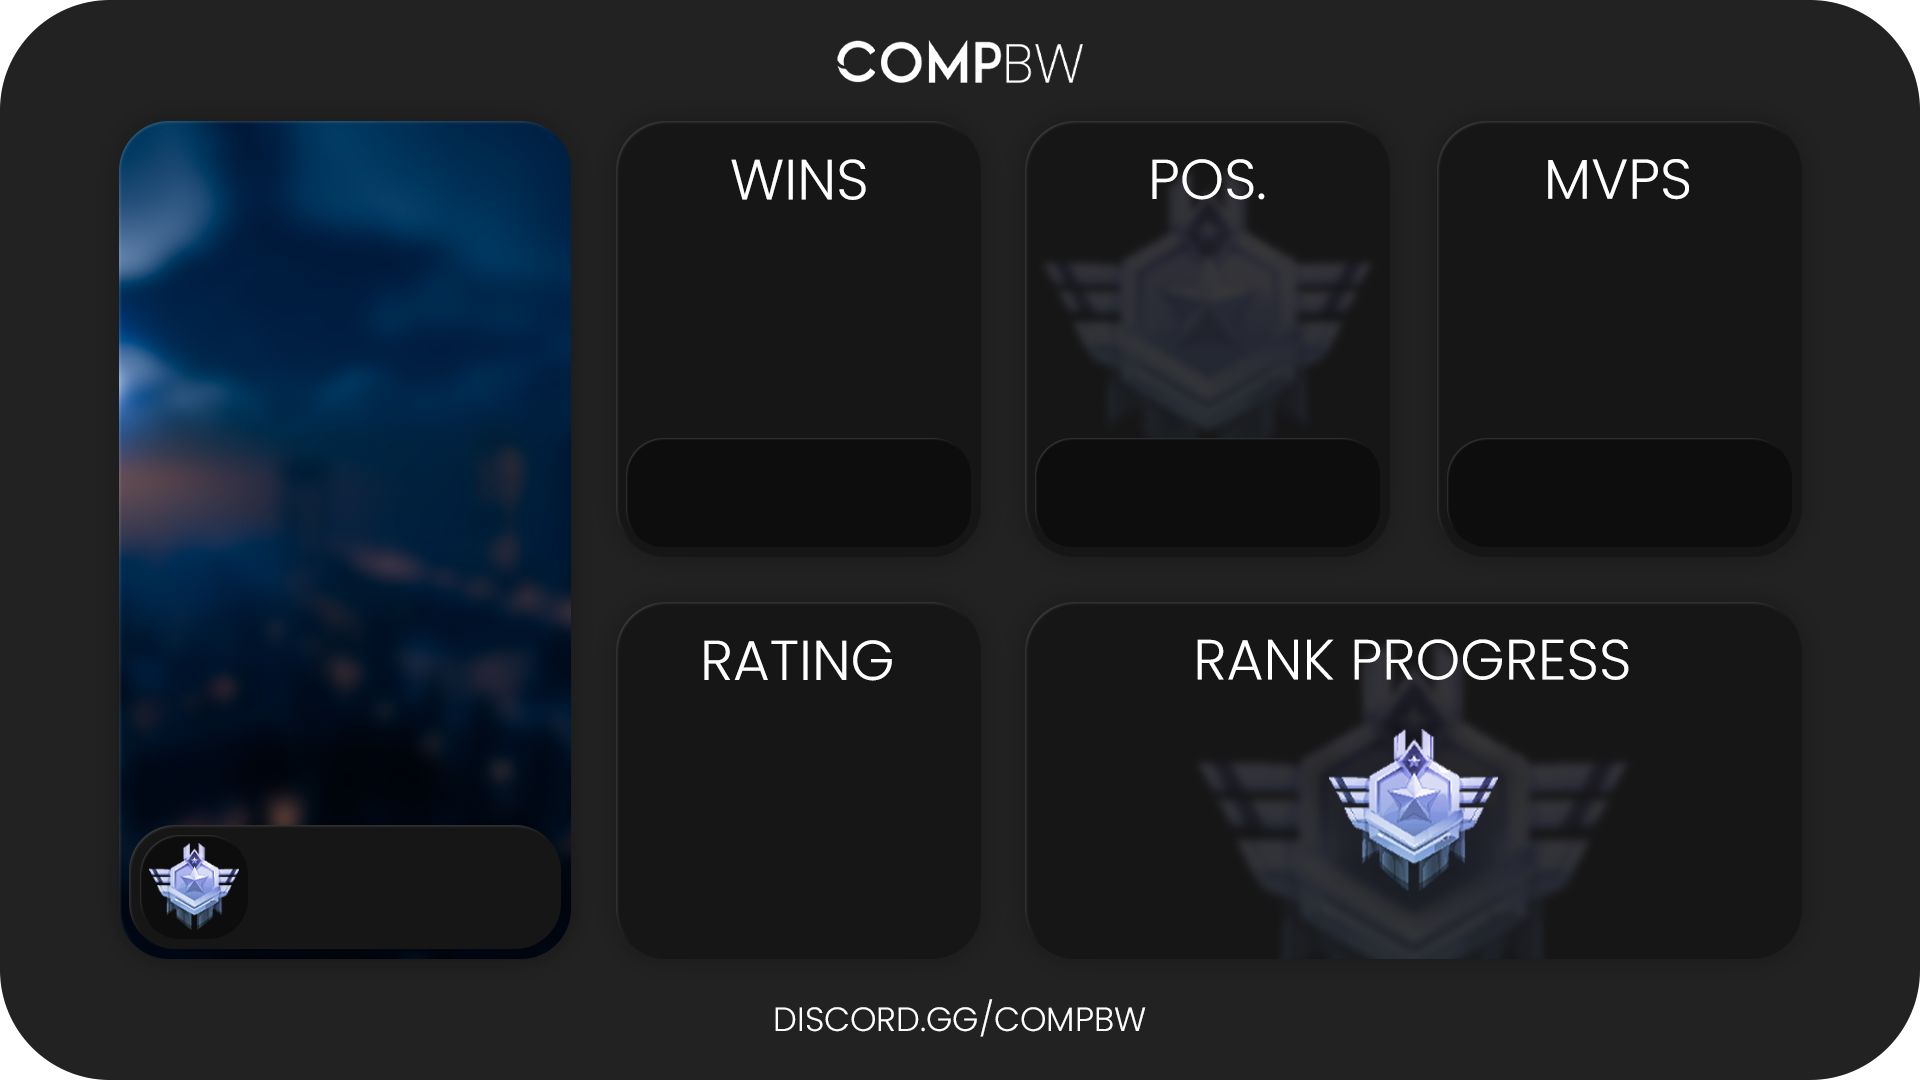 COMPBW
WINS
POS.
MVPS
RATING
RANK PROGRESS
DISCORD.GG/COMPBW